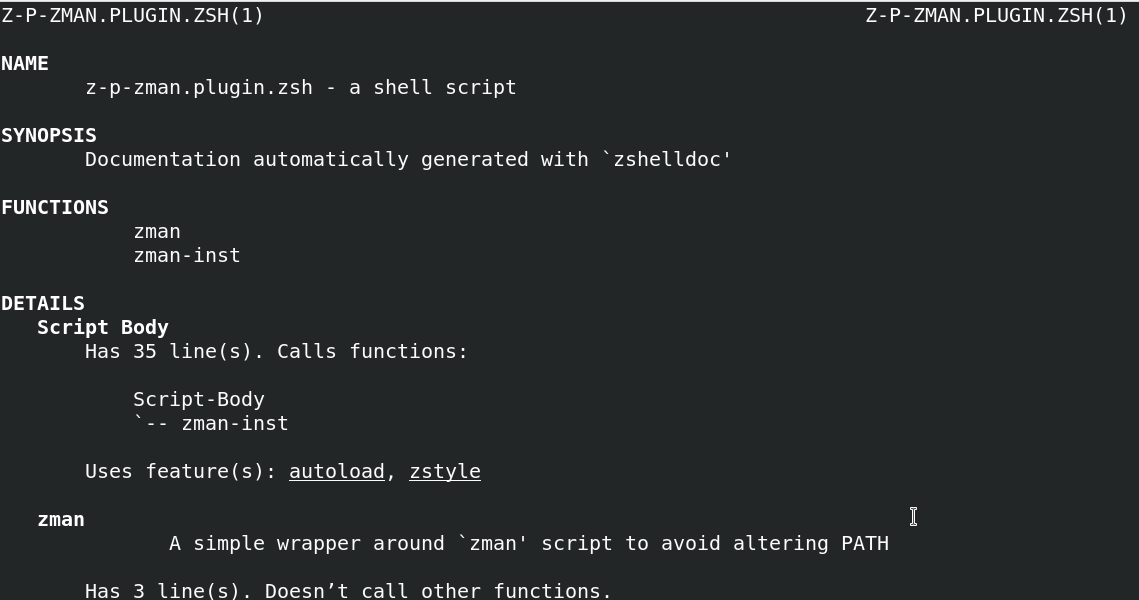 Z-P-ZMAN.PLUGIN.ZSH(1) Z-P-ZMAN.PLUGIN.ZSH(1)
NAME
z-p-zman.plugin.zsh - a shell script
SYNOPSIS
Documentation automatically generated with `zshelldoc'
FUNCTIONS
zman
zman-inst
DETAILS
Script Body
Has 35 line(s). Calls functions:
Script-Body
`-- zman-inst
Uses feature(s): autoload, zstyle
zman
A simple wrapper around `zman' script to avoid altering PATH
Has 3 line(s). Doesn’t call other functions.